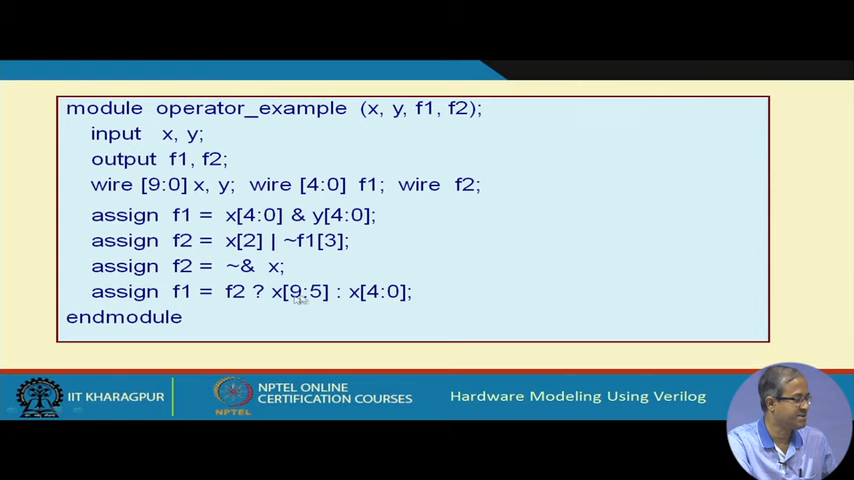 module operator_example (x, y, f1, f2);
input x, y;
output f1, f2;
wire [9:0] x, y; wire [4:0] f1; wire f2;
assign f1 = x[4:0] & y[4:0];
assign f2 = x[2] | ~f1[3];
assign f2 = ~& x;
assign f1 = f2 ? x[9:5] : x[4:0];
endmodule
IIT KHARAGPUR
NPTEL
NPTEL ONLINE
CERTIFICATION COURSES
Hardware Modeling Using Verilog